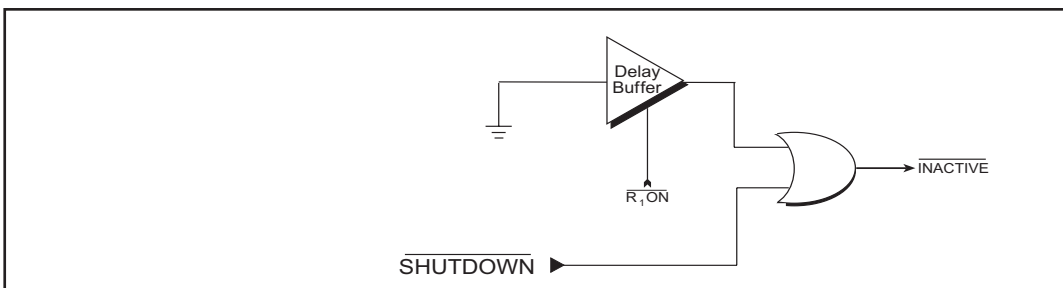 Delay
Buffer
INACTIVE
R1ON
SHUTDOWN